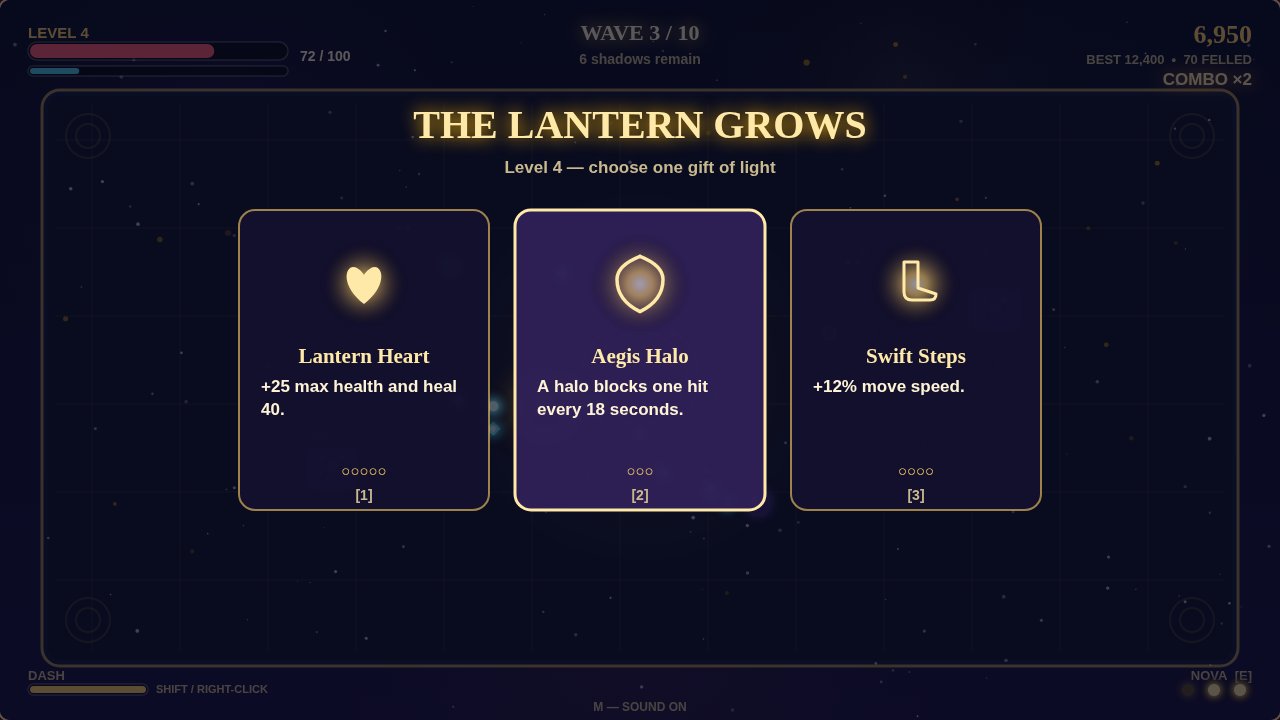 LEVEL 4
72 / 100
WAVE 3 / 10
6 shadows remain
6,950
BEST 12,400 • 70 FELLED
COMBO ×2
THE LANTERN GROWS
Level 4 — choose one gift of light
Lantern Heart
+25 max health and heal
40.
○○○○○
[1]
Aegis Halo
A halo blocks one hit
every 18 seconds.
○○○
[2]
Swift Steps
+12% move speed.
○○○○
[3]
DASH
SHIFT / RIGHT-CLICK
M — SOUND ON
NOVA [E]